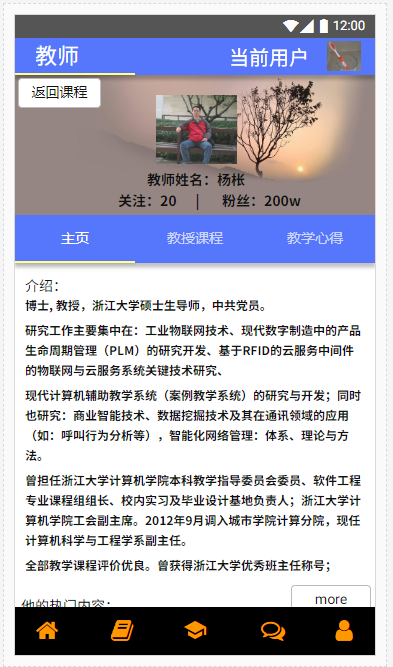 12:00
教师 当前用户
返回课程
教师姓名：杨枨
关注：20 | 粉丝：200w
主页 教授课程 教学心得
介绍：
博士, 教授，浙江大学硕士生导师，中共党员。
研究工作主要集中在：工业物联网技术、现代数字制造中的产品
生命周期管理（PLM）的研究开发、基于RFID的云服务中间件
的物联网与云服务系统关键技术研究、
现代计算机辅助教学系统（案例教学系统）的研究与开发；同时
也研究：商业智能技术、数据挖掘技术及其在通讯领域的应用
（如：呼叫行为分析等），智能化网络管理：体系、理论与方
法。
曾担任浙江大学计算机学院本科教学指导委员会委员、软件工程
专业课程组组长、校内实习及毕业设计基地负责人；浙江大学计
算机学院工会副主席。2012年9月调入城市学院计算分院，现任
计算机科学与工程学系副主任。
全部教学课程评价优良。曾获得浙江大学优秀班主任称号；
他的热门内容： more